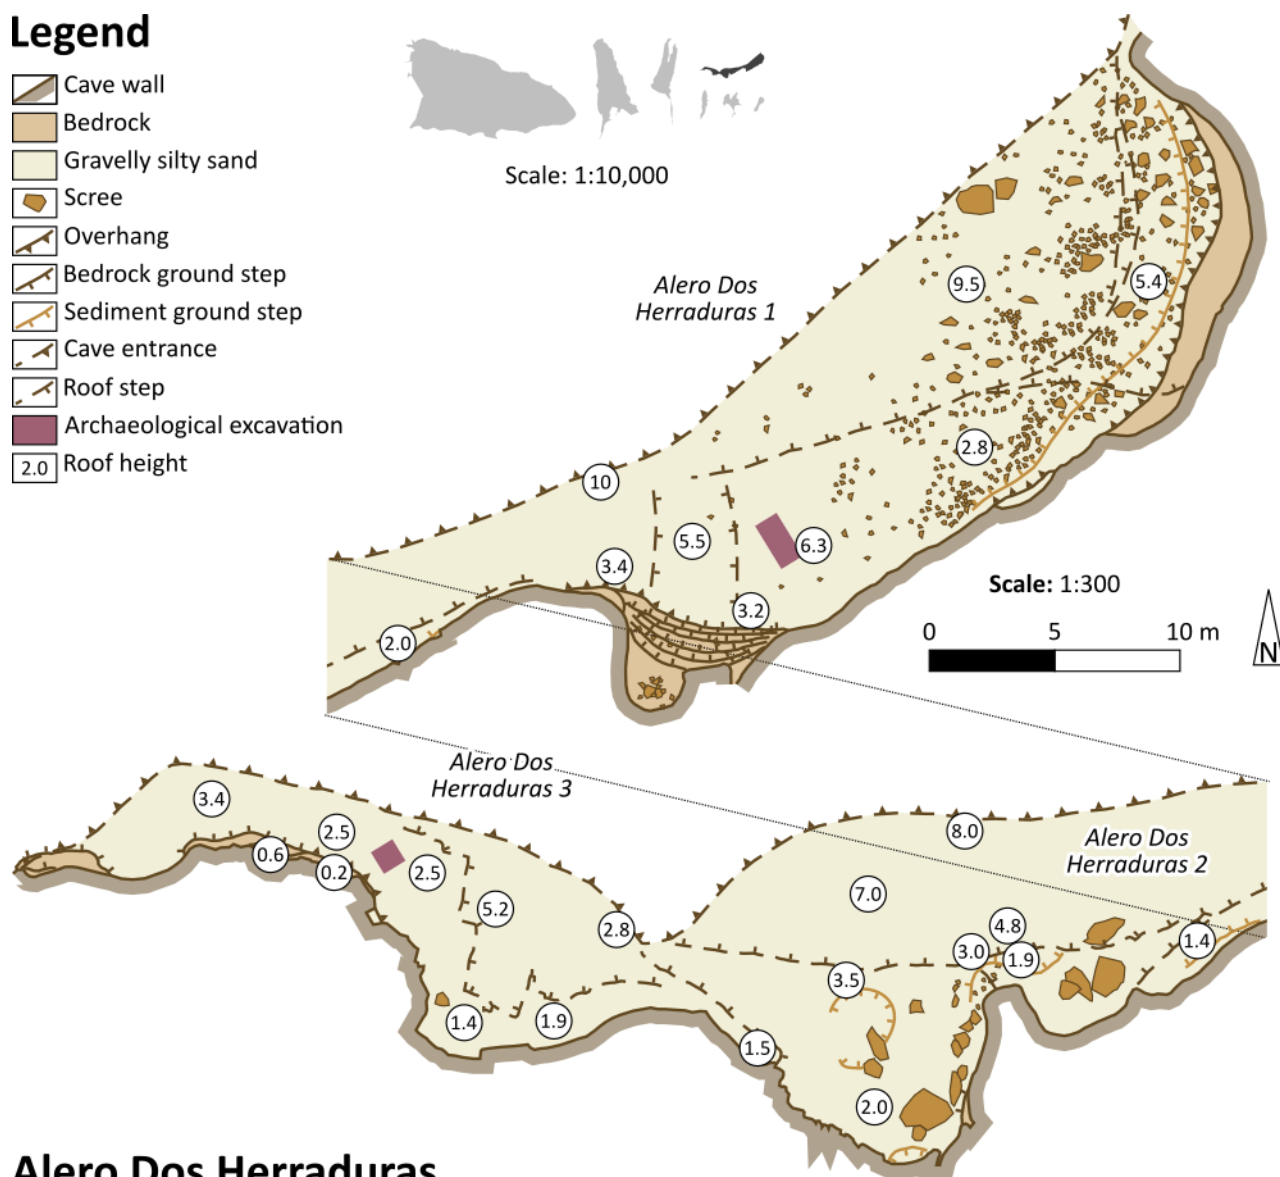 Legend
Cave wall
Bedrock
Gravelly silty sand
Scree
Overhang
Bedrock ground step
Sediment ground step
Cave entrance
Roof step
Archaeological excavation
2.0 Roof height
Scale: 1:10,000
Alero Dos
Herraduras 1
9.5
5.4
2.8
10
5.5
6.3
3.4
3.2
2.0
Scale: 1:300
0 5 10 m
N
Alero Dos
Herraduras 3
3.4
2.5
0.6
0.2
2.5
5.2
2.8
1.4
1.9
1.5
Alero Dos
Herraduras 2
8.0
7.0
4.8
3.0
1.9
1.4
3.5
2.0
Alero Dos Herraduras